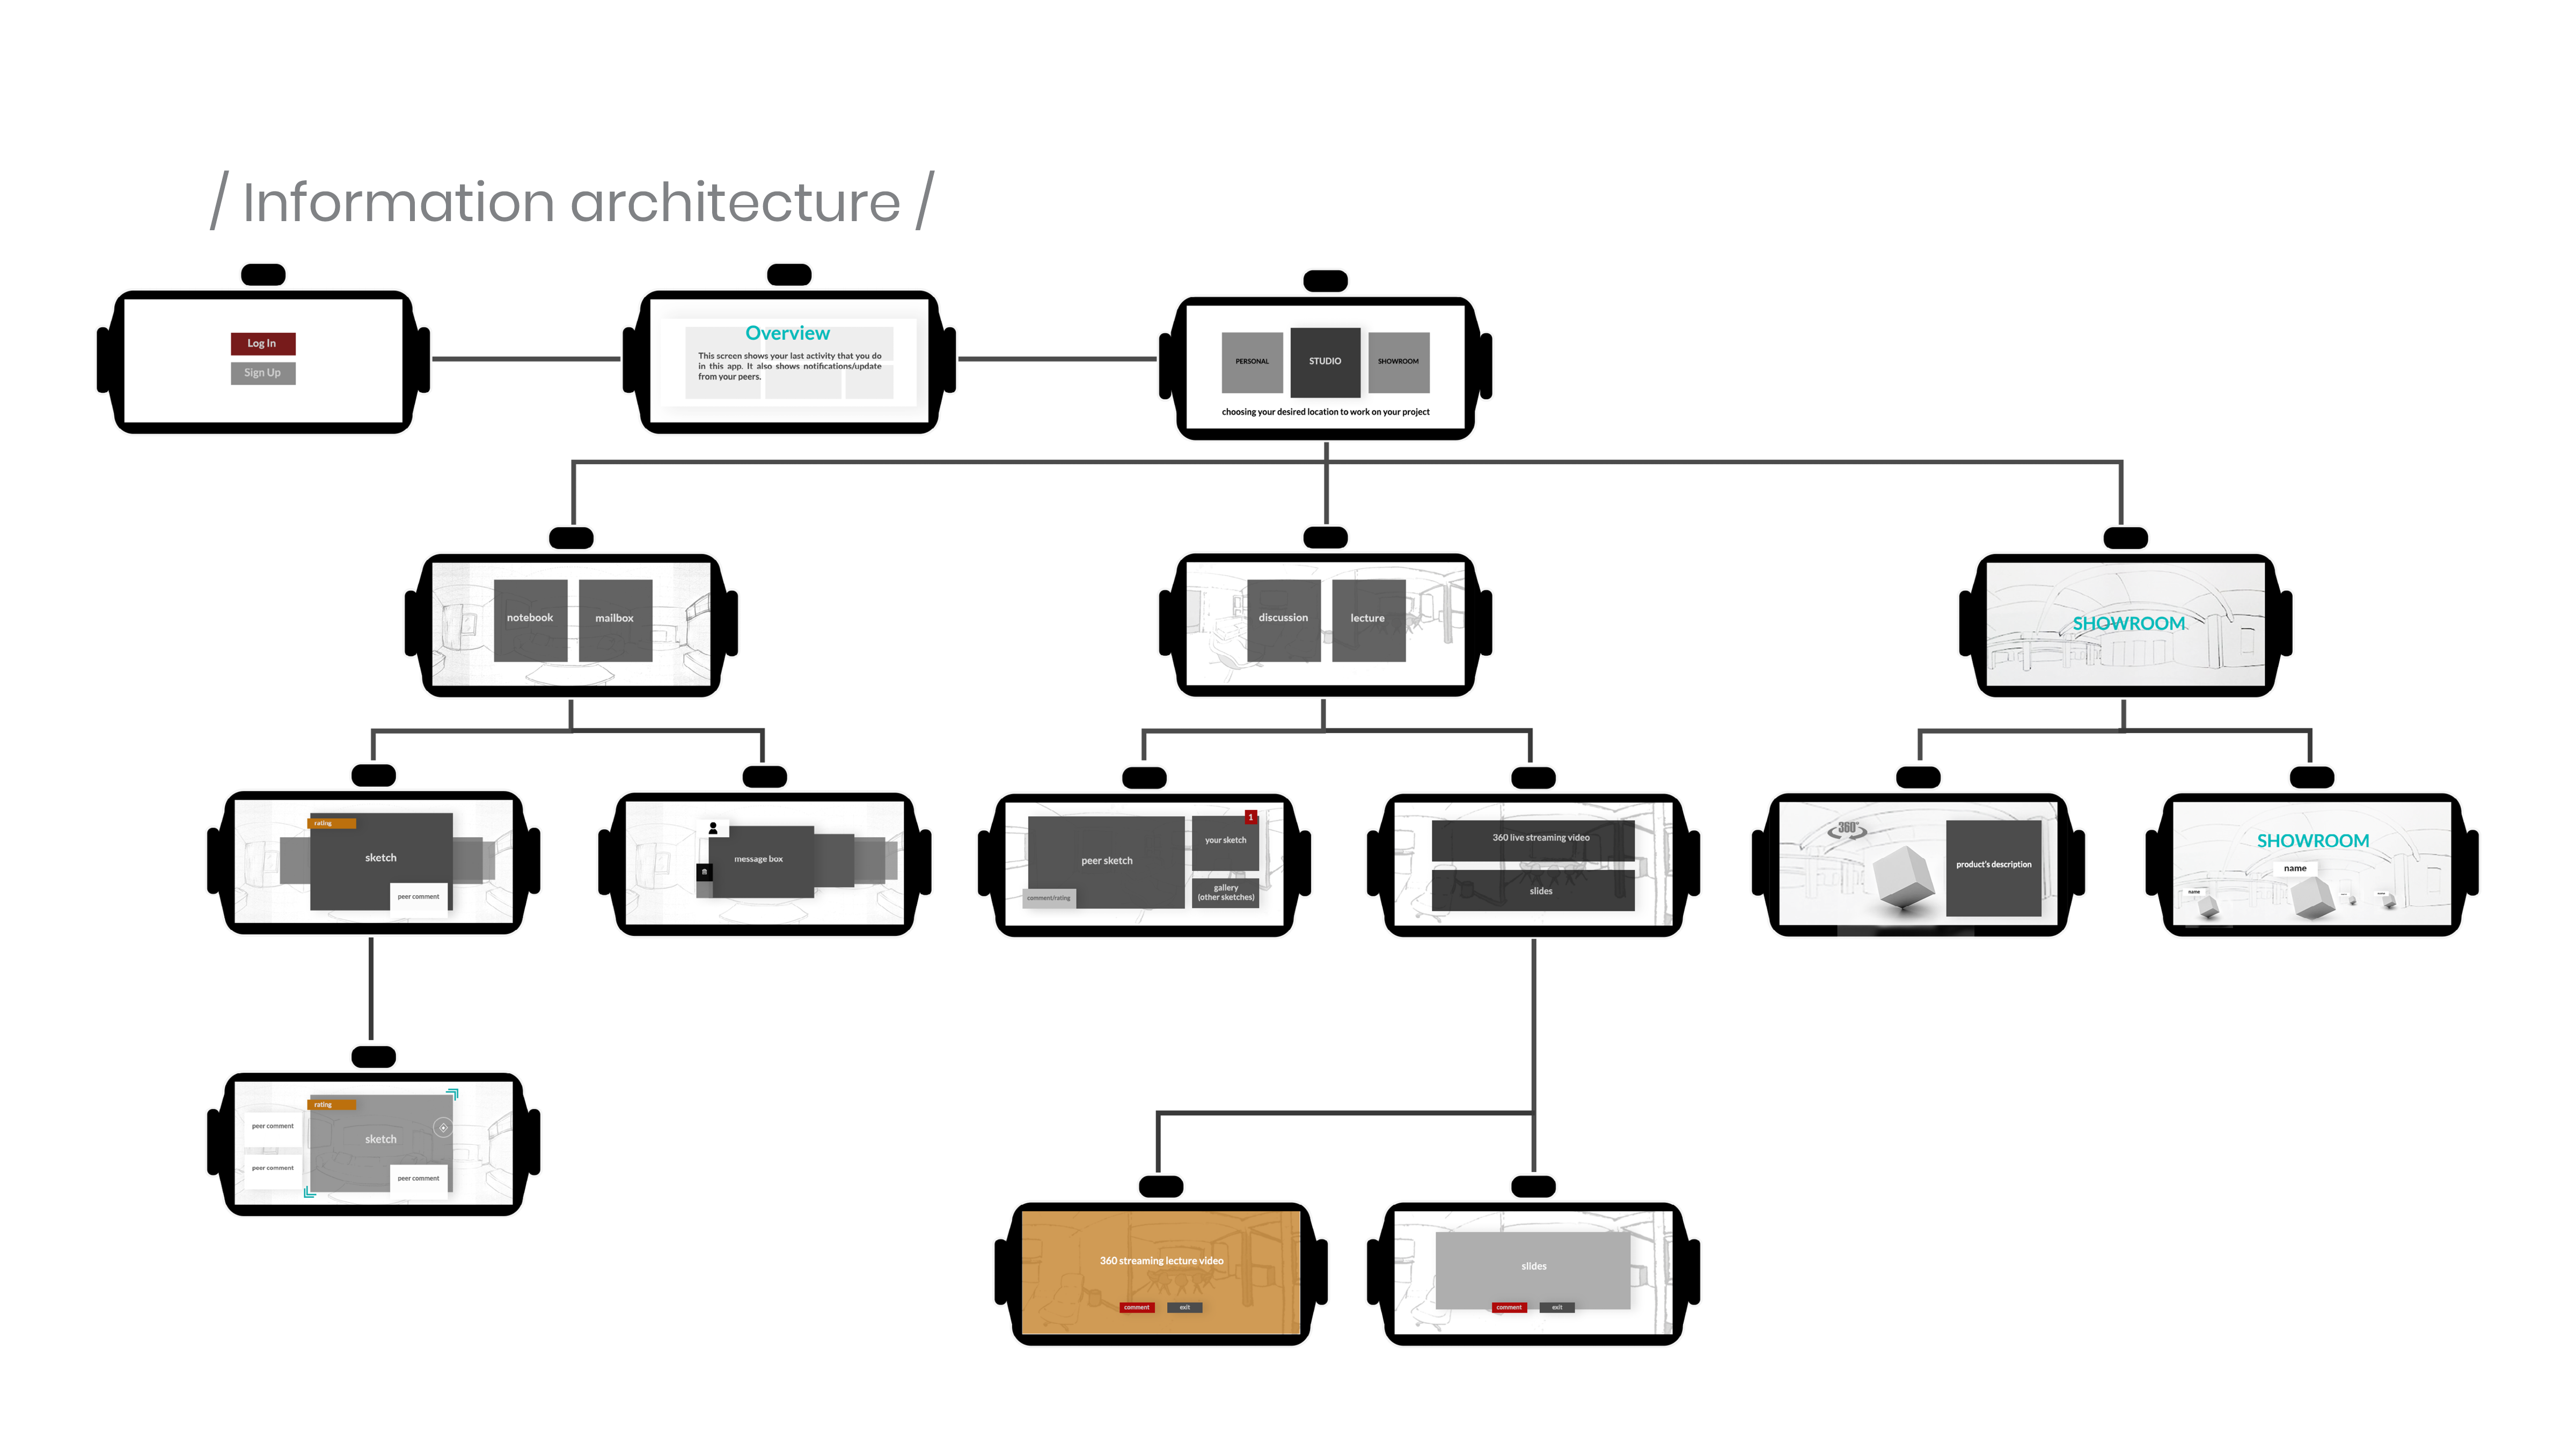 / Information architecture /
Log In
Sign Up
Overview
This screen shows your last activity that you do
in this app. It also shows notifications/update
from your peers.
PERSONAL
STUDIO
SHOWROOM
choosing your desired location to work on your project
notebook
mailbox
discussion
lecture
SHOWROOM
rating
sketch
peer comment
message box
peer sketch
comment/rating
1
your sketch
gallery
(other sketches)
360 live streaming video
slides
360°
product's description
SHOWROOM
name
name
rating
peer comment
sketch
peer comment
peer comment
360 streaming lecture video
comment
exit
slides
comment
exit